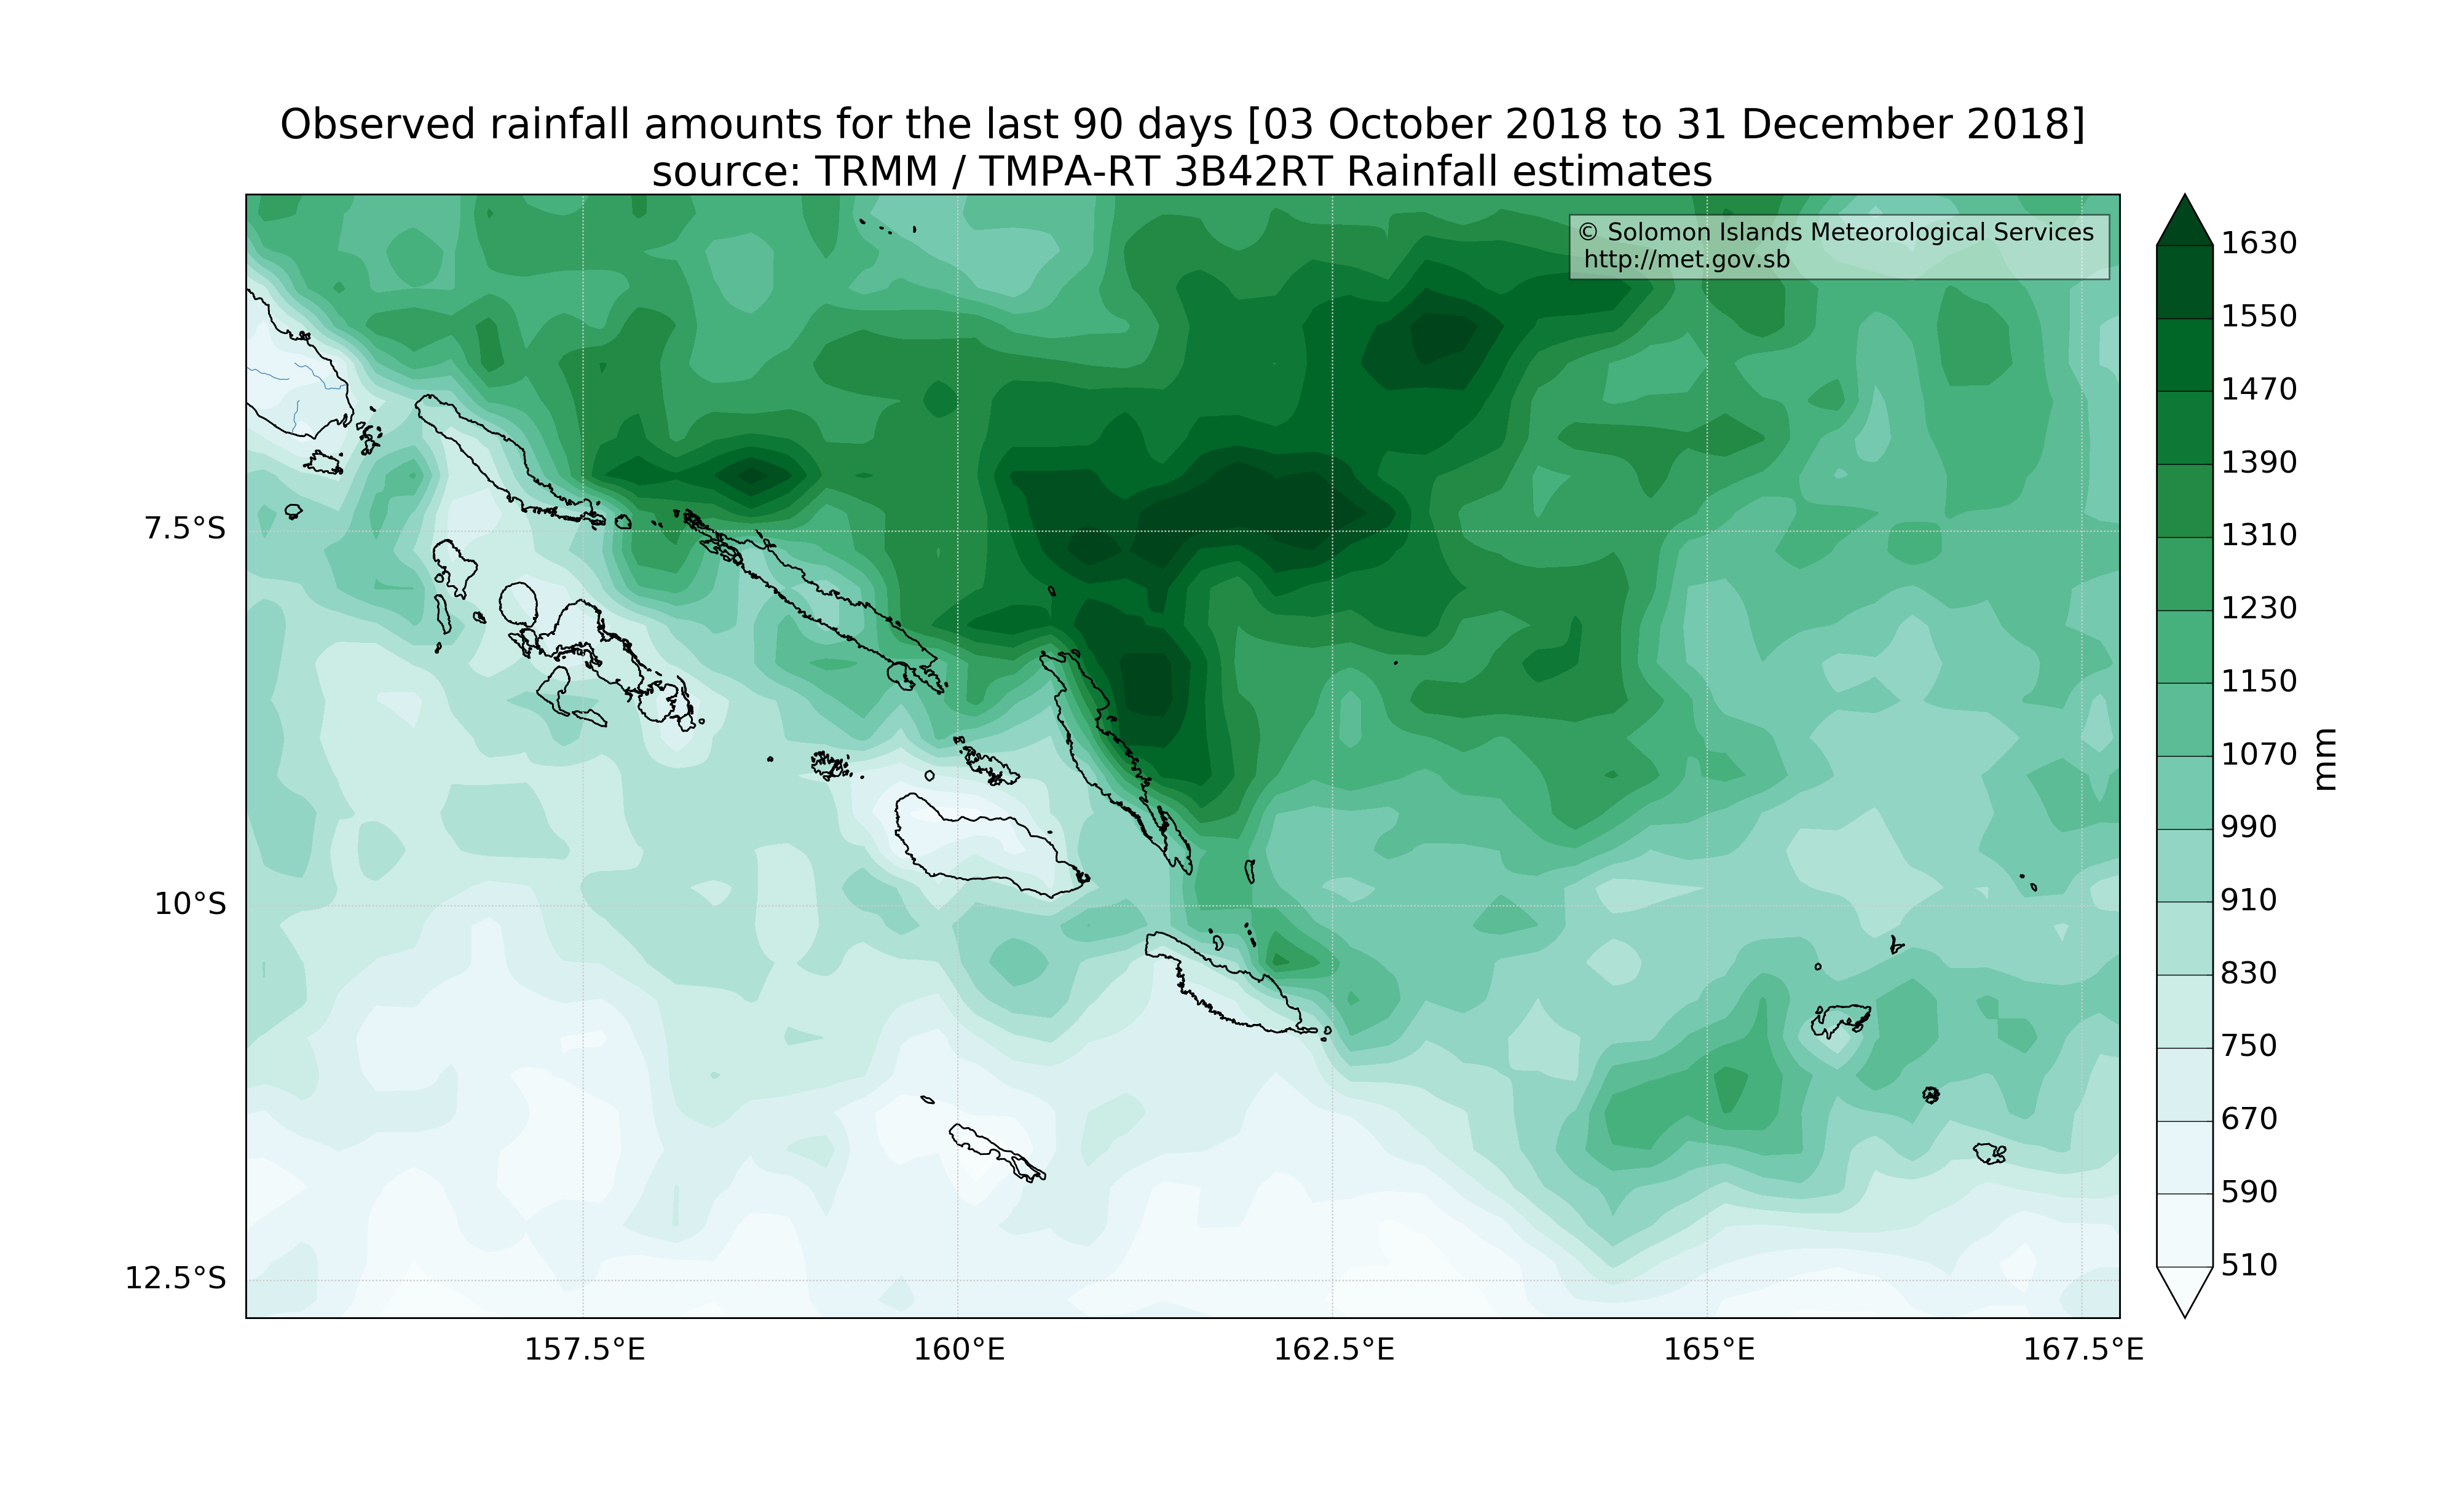 Observed rainfall amounts for the last 90 days [03 October 2018 to 31 December 2018]
source: TRMM / TMPA-RT 3B42RT Rainfall estimates
© Solomon Islands Meteorological Services
http://met.gov.sb
7.5°S
10°S
12.5°S
157.5°E
160°E
162.5°E
165°E
167.5°E
1630
1550
1470
1390
1310
1230
1150
1070
990
910
830
750
670
590
510
mm